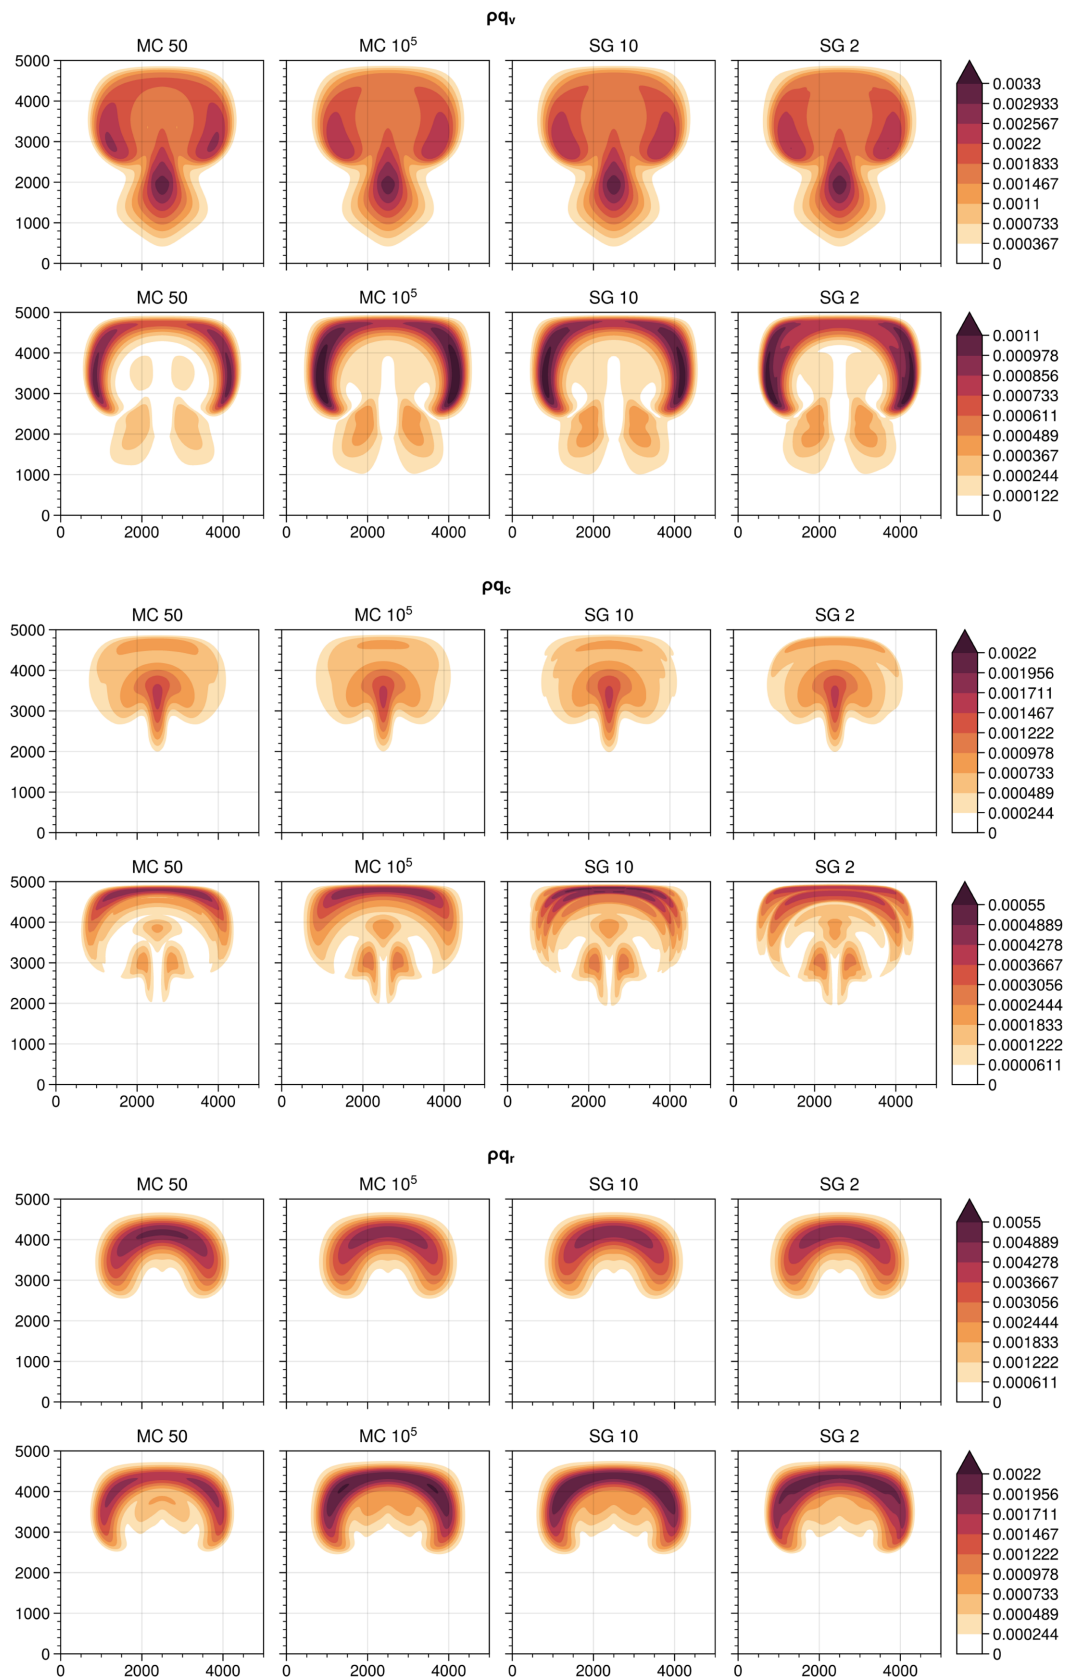 ρqᵥ
MC 50 MC 10⁵ SG 10 SG 2
5000 4000 3000 2000 1000 0
0.0033 0.002933 0.002567 0.0022 0.001833 0.001467 0.0011 0.000733 0.000367 0
MC 50 MC 10⁵ SG 10 SG 2
5000 4000 3000 2000 1000 0
0.0011 0.000978 0.000856 0.000733 0.000611 0.000489 0.000367 0.000244 0.000122 0
0 2000 4000 0 2000 4000 0 2000 4000 0 2000 4000
ρq_c
MC 50 MC 10⁵ SG 10 SG 2
5000 4000 3000 2000 1000 0
0.0022 0.001956 0.001711 0.001467 0.001222 0.000978 0.000733 0.000489 0.000244 0
MC 50 MC 10⁵ SG 10 SG 2
5000 4000 3000 2000 1000 0
0.00055 0.0004889 0.0004278 0.0003667 0.0003056 0.0002444 0.0001833 0.0001222 0.0000611 0
0 2000 4000 0 2000 4000 0 2000 4000 0 2000 4000
ρqᵣ
MC 50 MC 10⁵ SG 10 SG 2
5000 4000 3000 2000 1000 0
0.0055 0.004889 0.004278 0.003667 0.003056 0.002444 0.001833 0.001222 0.000611 0
MC 50 MC 10⁵ SG 10 SG 2
5000 4000 3000 2000 1000 0
0.0022 0.001956 0.001711 0.001467 0.001222 0.000978 0.000733 0.000489 0.000244 0
0 2000 4000 0 2000 4000 0 2000 4000 0 2000 4000